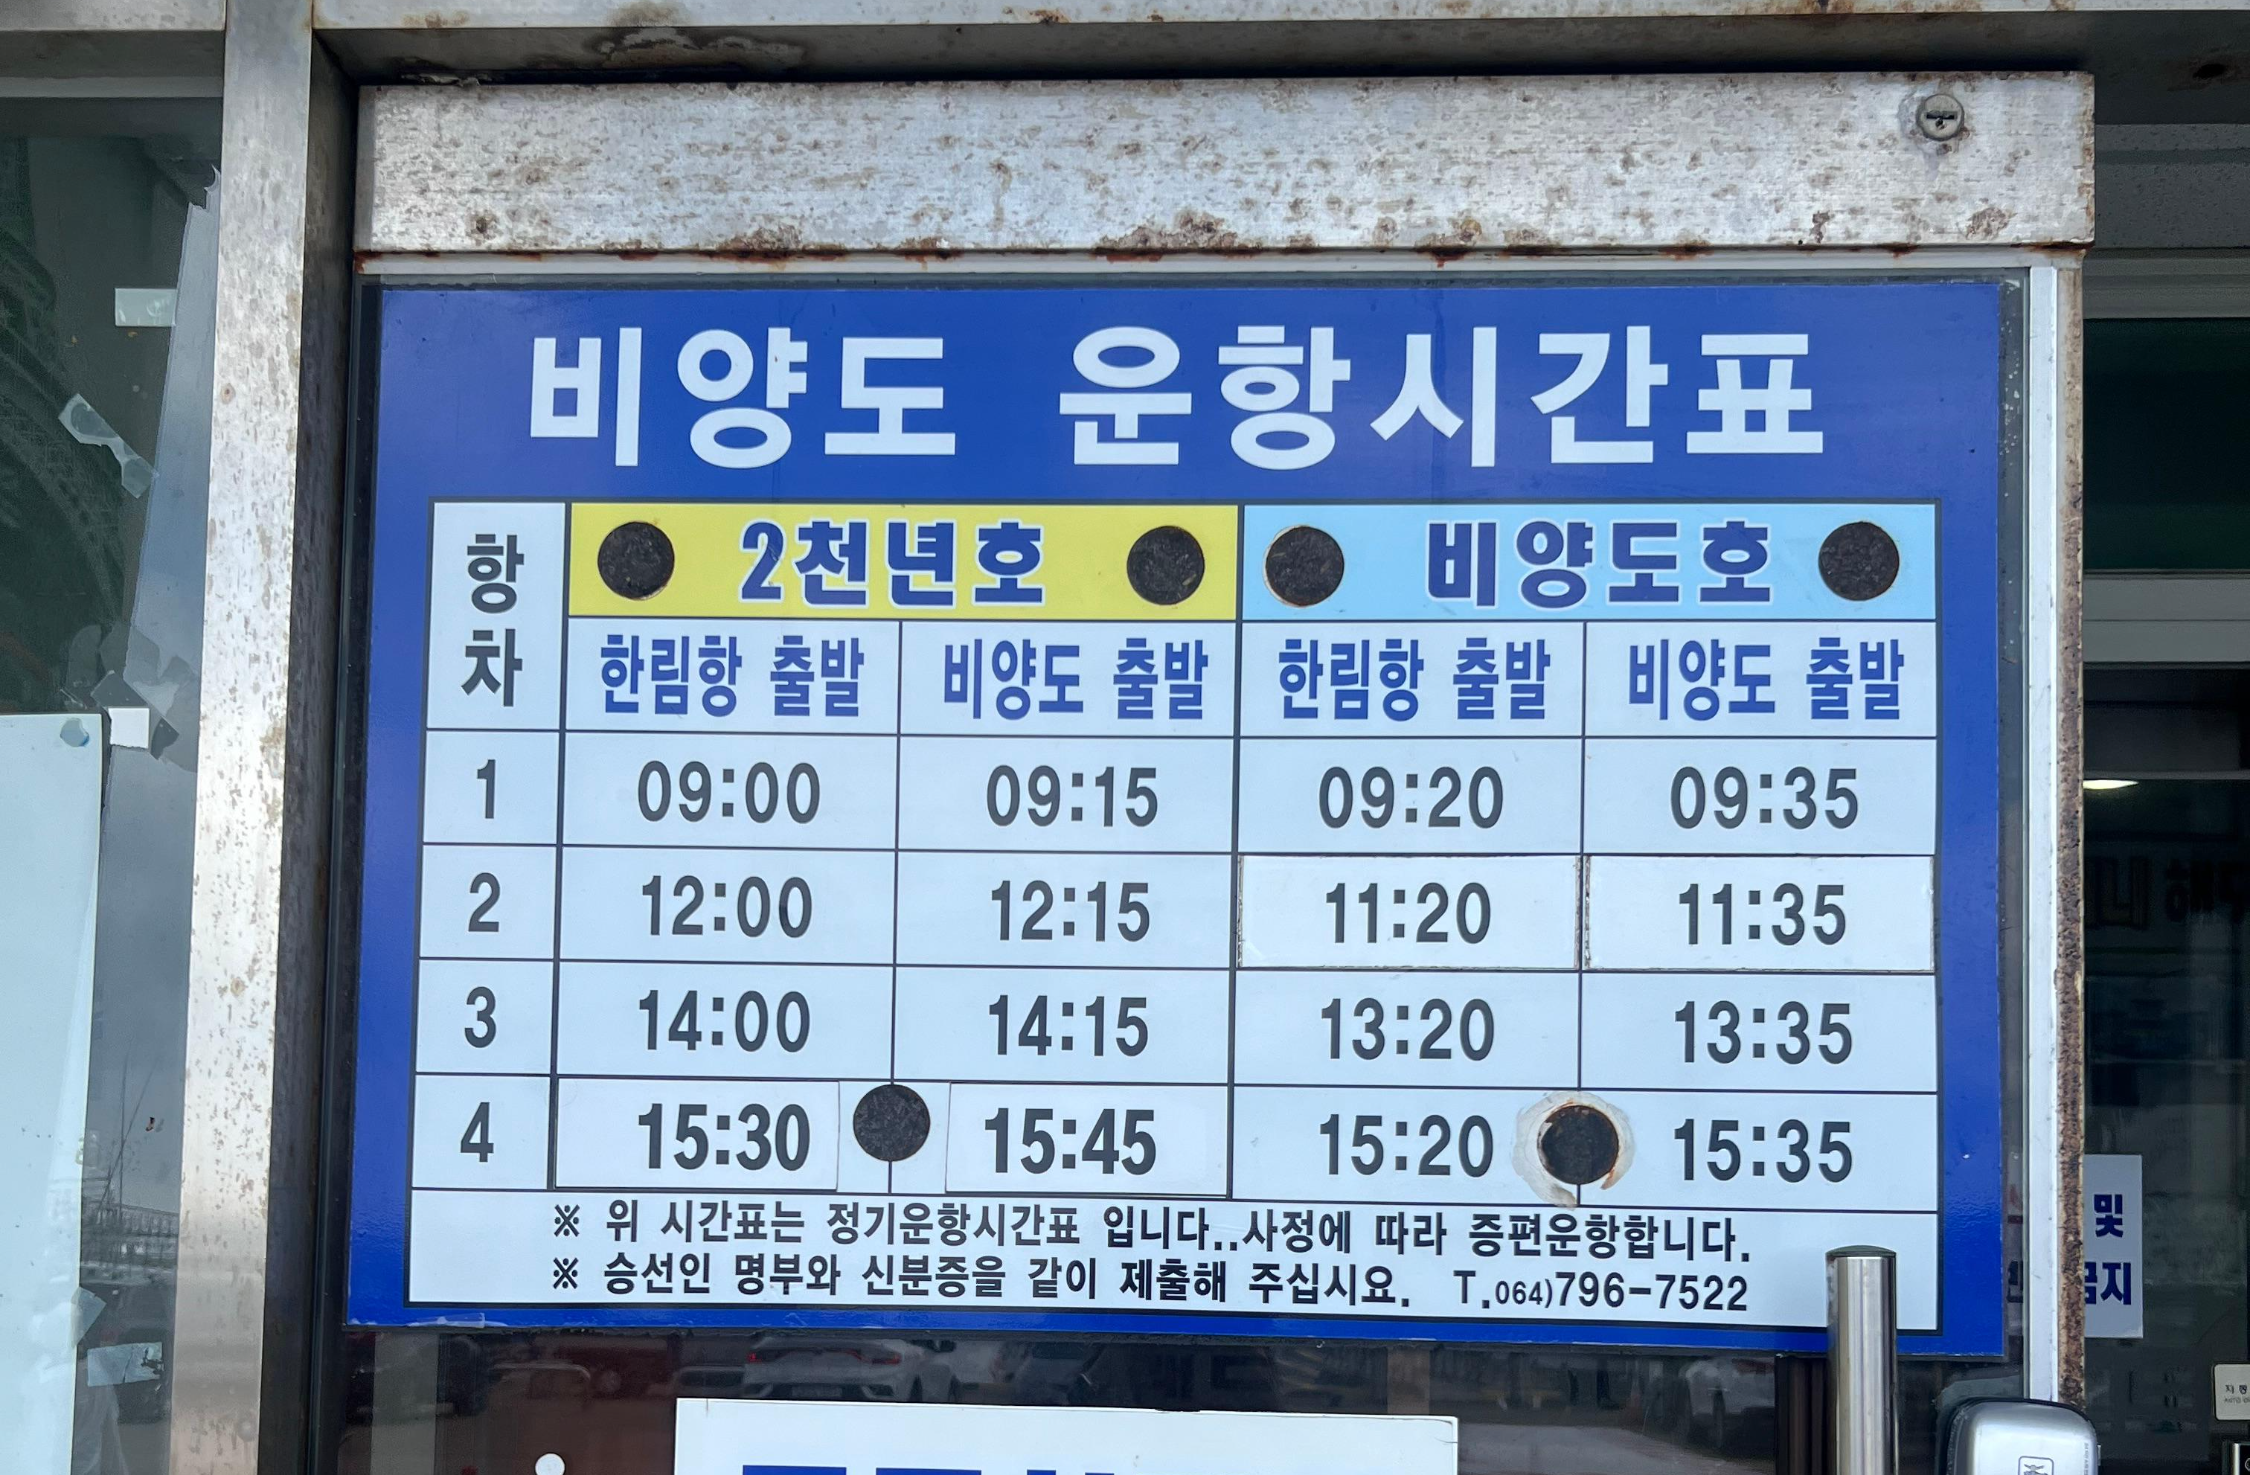 비양도 운항시간표
항차 2천년호 비양도호
한림항 출발 비양도 출발 한림항 출발 비양도 출발
1 09:00 09:15 09:20 09:35
2 12:00 12:15 11:20 11:35
3 14:00 14:15 13:20 13:35
4 15:30 15:45 15:20 15:35
※ 위 시간표는 정기운항시간표 입니다..사정에 따라 증편운항합니다.
※ 승선인 명부와 신분증을 같이 제출해 주십시요. T.064)796-7522
및
금지